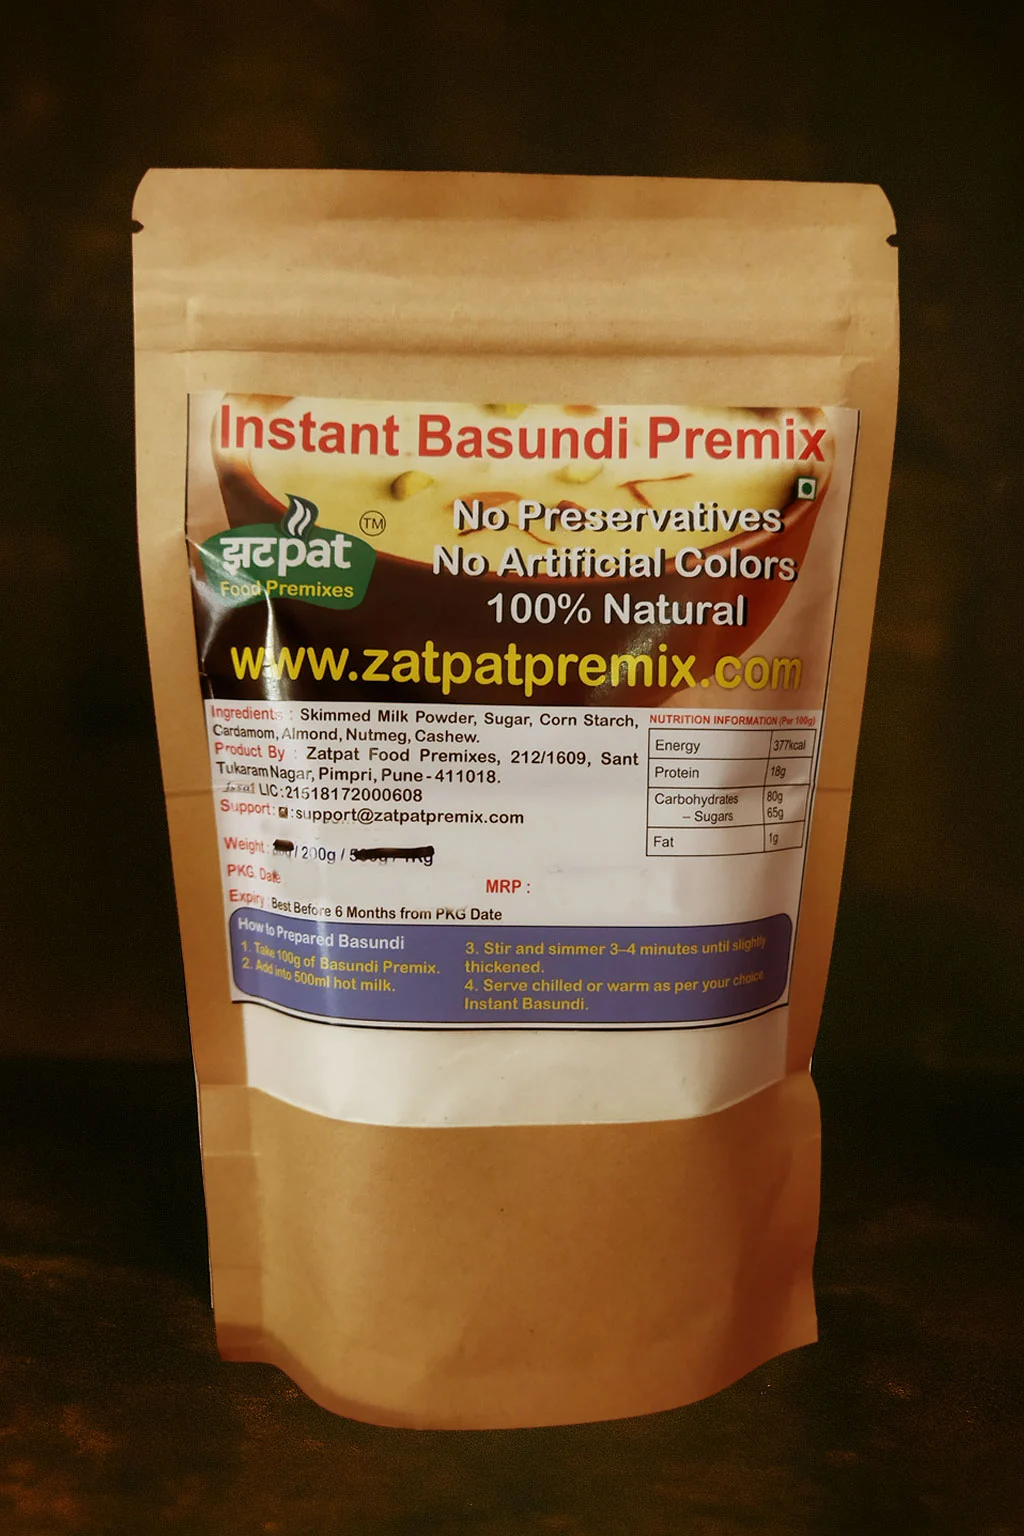 Instant Basundi Premix
झटpat
TM
Food Premixes
No Preservatives
No Artificial Colors
100% Natural
www.zatpatpremix.com
Ingredients : Skimmed Milk Powder, Sugar, Corn Starch,
Cardamom, Almond, Nutmeg, Cashew.
Product By : Zatpat Food Premixes, 212/1609, Sant
Tukaram Nagar, Pimpri, Pune - 411018.
fssai LIC:21518172000608
Support: : support@zatpatpremix.com
Weight: / 200g / 1Kg
PKG. Date
MRP :
Expiry : Best Before 6 Months from PKG Date
NUTRITION INFORMATION (Per 100g)
Energy 377kcal
Protein 18g
Carbohydrates 80g
– Sugars 65g
Fat 1g
How to Prepared Basundi
1. Take 100g of Basundi Premix.
2. Add into 500ml hot milk.
3. Stir and simmer 3–4 minutes until slightly
thickened.
4. Serve chilled or warm as per your choice
Instant Basundi.